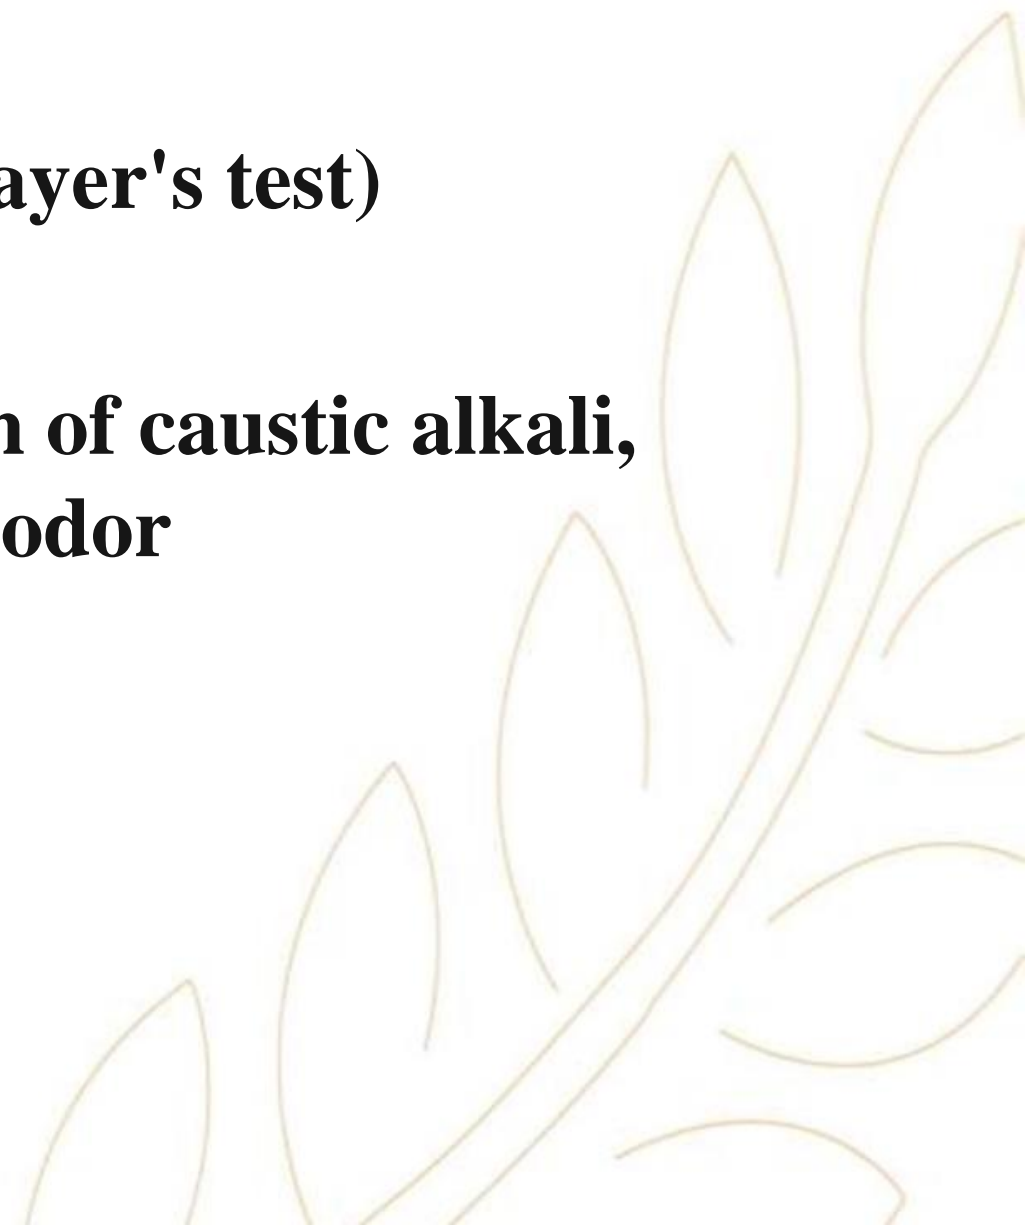 ayer's test)
n of caustic alkali,
odor